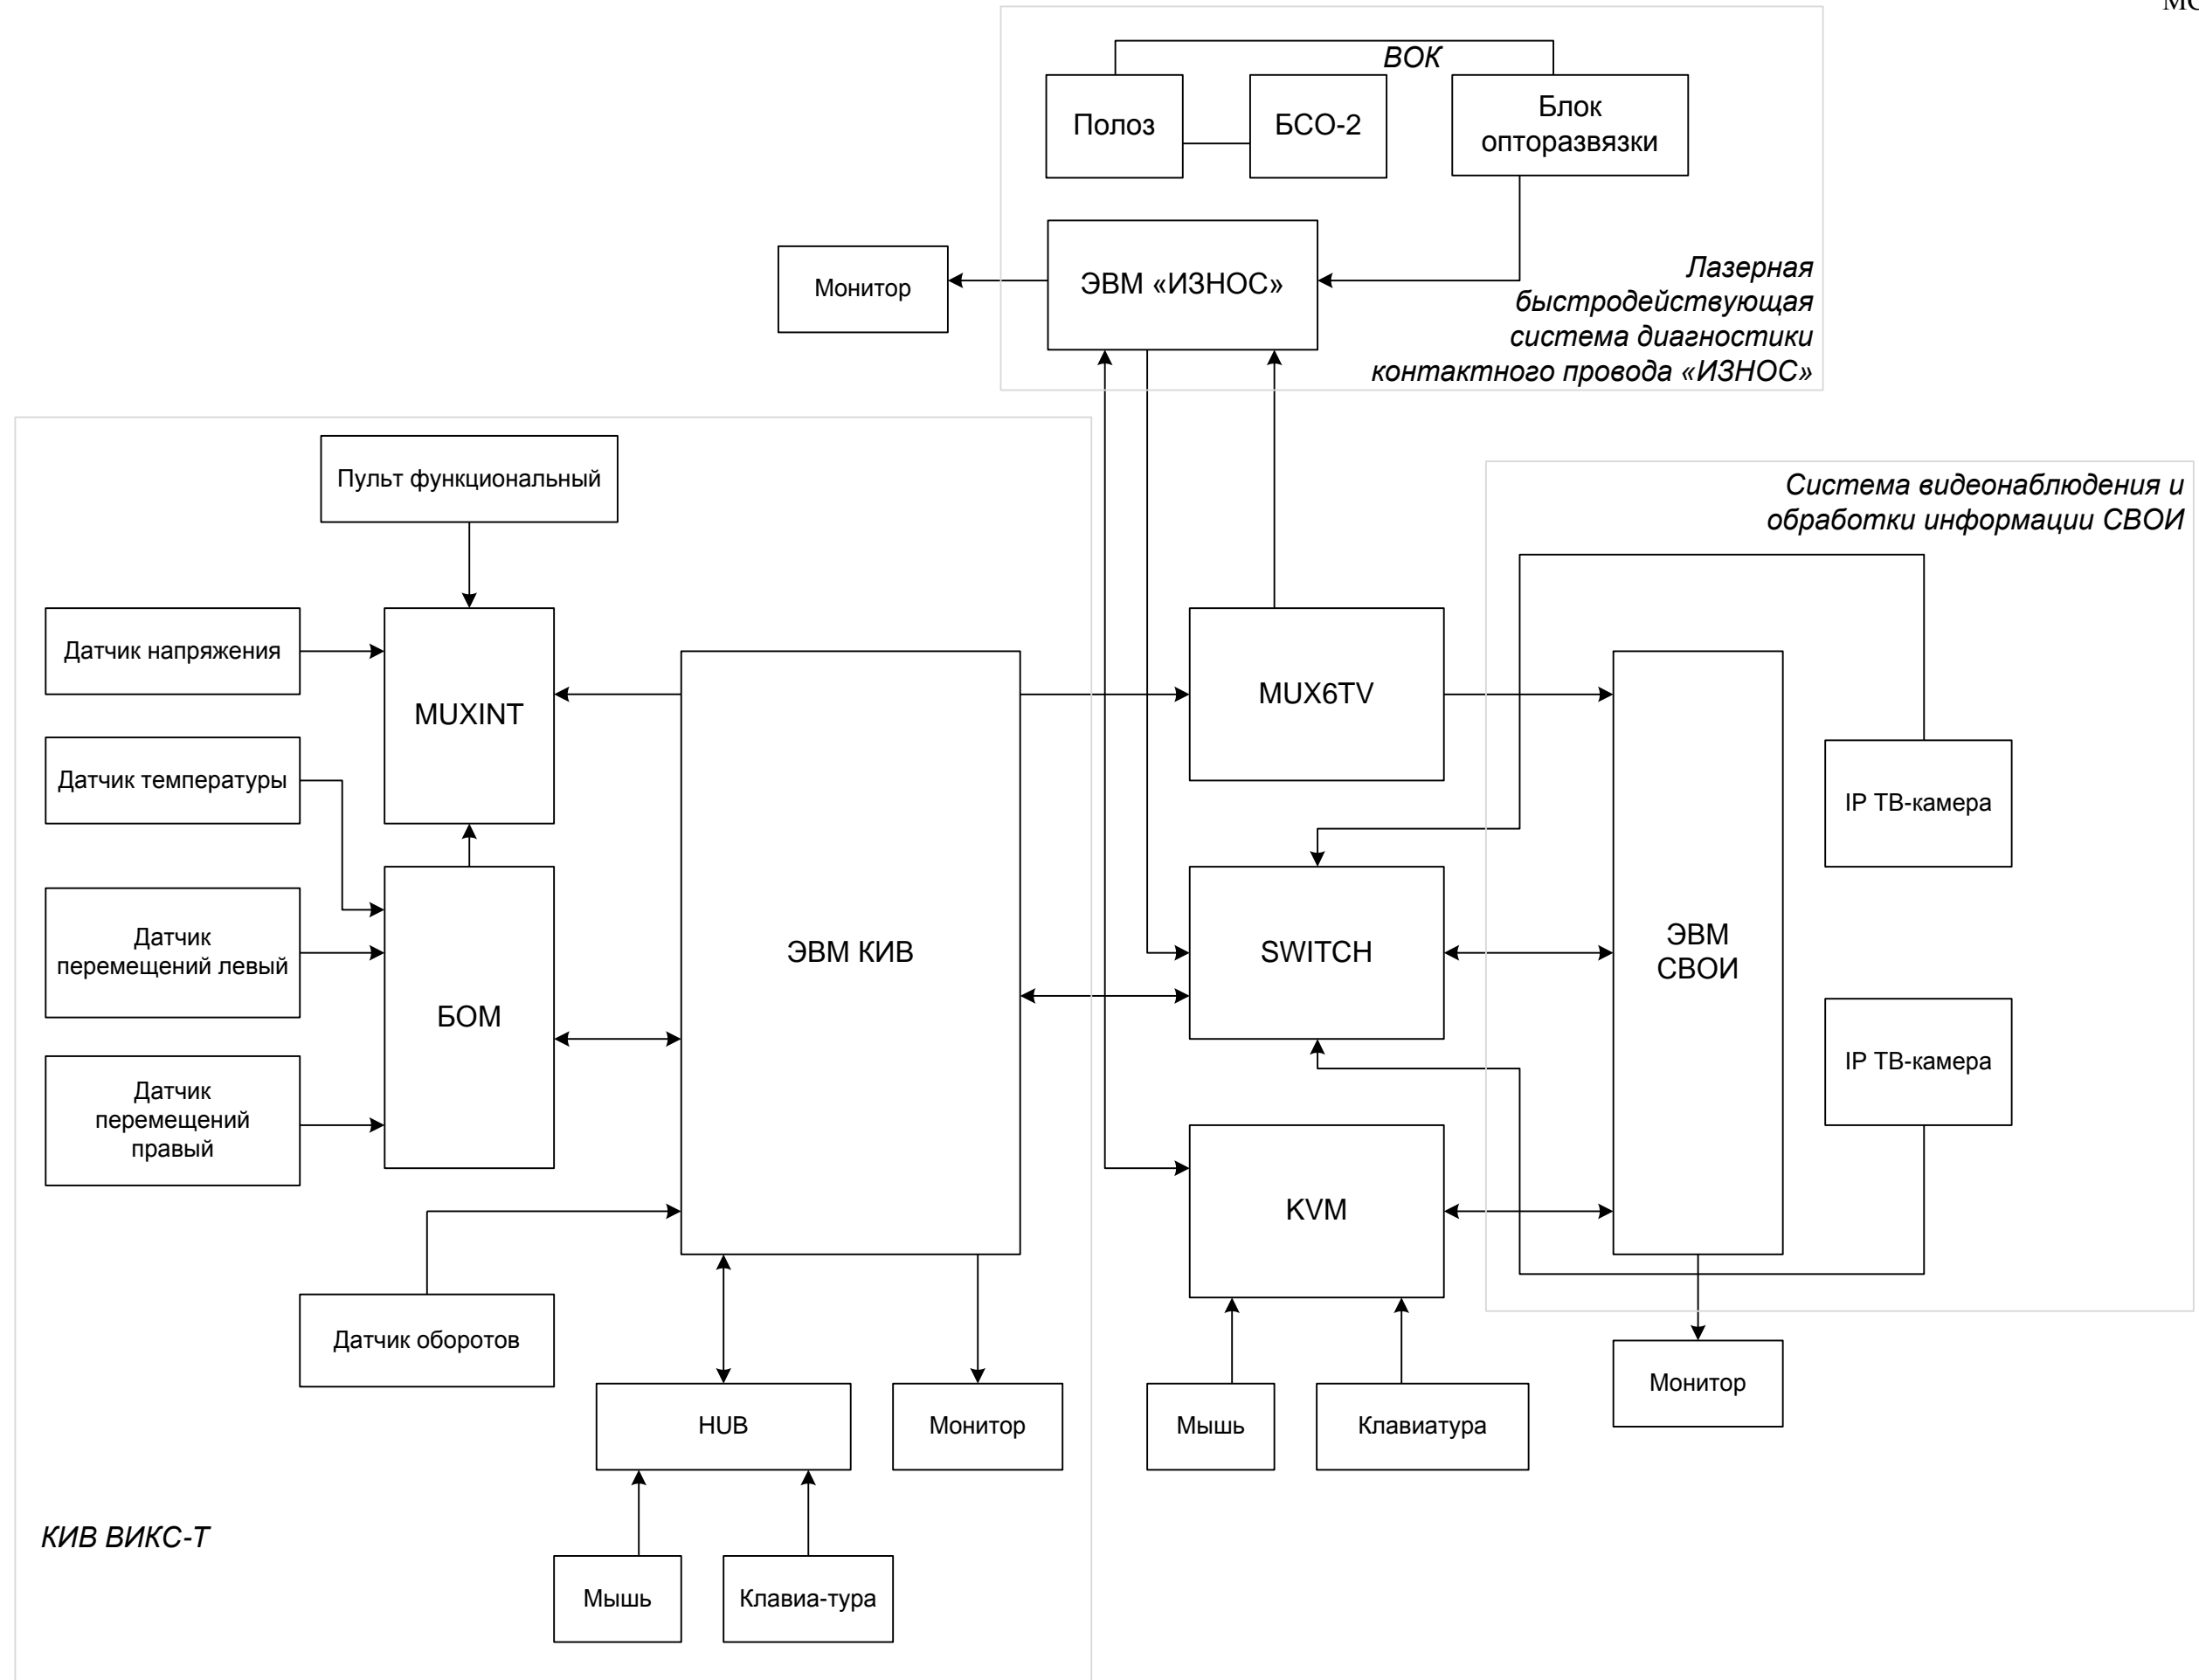 ВОК
Полоз
БСО-2
Блок
опторазвязки
Монитор
ЭВМ «ИЗНОС»
Лазерная
быстродействующая
система диагностики
контактного провода «ИЗНОС»
Пульт функциональный
Система видеонаблюдения и
обработки информации СВОИ
Датчик напряжения
MUXINT
MUX6TV
Датчик температуры
IP ТВ-камера
Датчик
перемещений левый
БОМ
ЭВМ КИВ
SWITCH
ЭВМ
СВОИ
IP ТВ-камера
Датчик
перемещений
правый
KVM
Датчик оборотов
Монитор
HUB
Монитор
Мышь
Клавиатура
КИВ ВИКС-Т
Мышь
Клавиа-тура